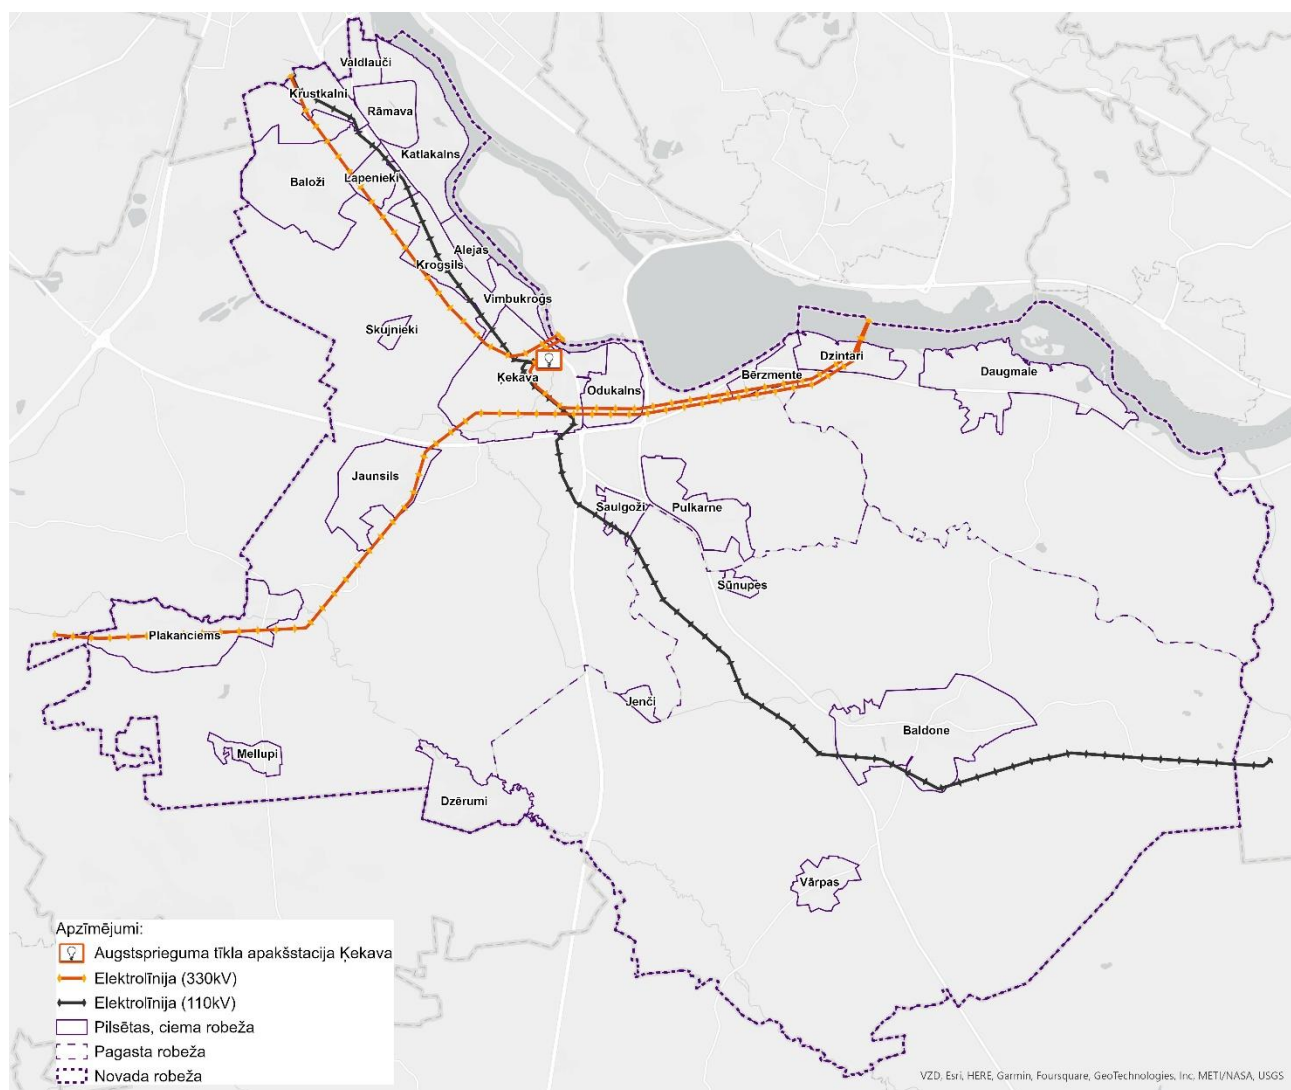 Valdlauči
Krustkalni
Rāmava
Katlakalns
Baloži
Lapenieki
Alejas
Krogsils
Vimbukrogs
Skujnieki
Ķekava
Odukalns
Bērzmente
Dzintari
Daugmale
Jaunsils
Saulgoži
Pulkarne
Sūnupes
Plakanciems
Jenči
Baldone
Mellupi
Dzērumi
Vārpas
Apzīmējumi:
Augstsprieguma tīkla apakšstacija Ķekava
Elektrolīnija (330kV)
Elektrolīnija (110kV)
Pilsētas, ciema robeža
Pagasta robeža
Novada robeža
VZD, Esri, HERE, Garmin, Foursquare, GeoTechnologies, Inc, METI/NASA, USGS